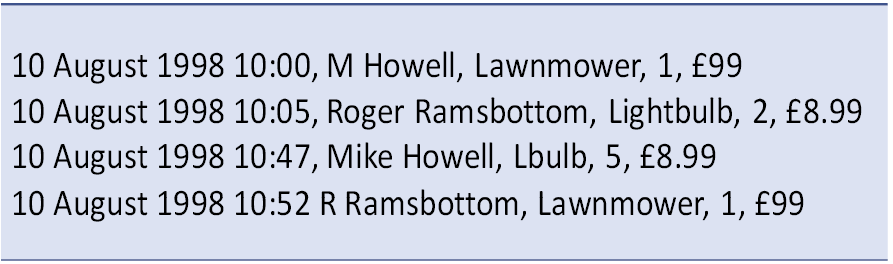 10 August 1998 10:00, M Howell, Lawnmower, 1, £99
10 August 1998 10:05, Roger Ramsbottom, Lightbulb, 2, £8.99
10 August 1998 10:47, Mike Howell, Lbulb, 5, £8.99
10 August 1998 10:52 R Ramsbottom, Lawnmower, 1, £99